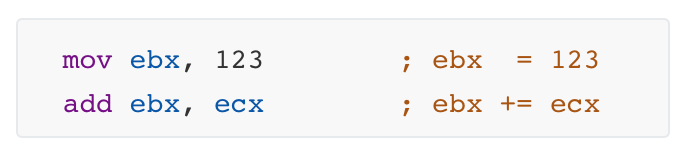 mov ebx, 123        ; ebx  = 123
add ebx, ecx        ; ebx += ecx